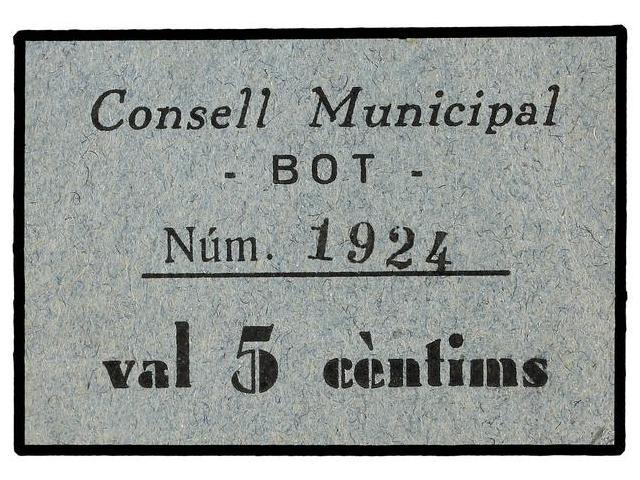 Consell Municipal
- BOT -
Núm. 1924
val 5 cèntims